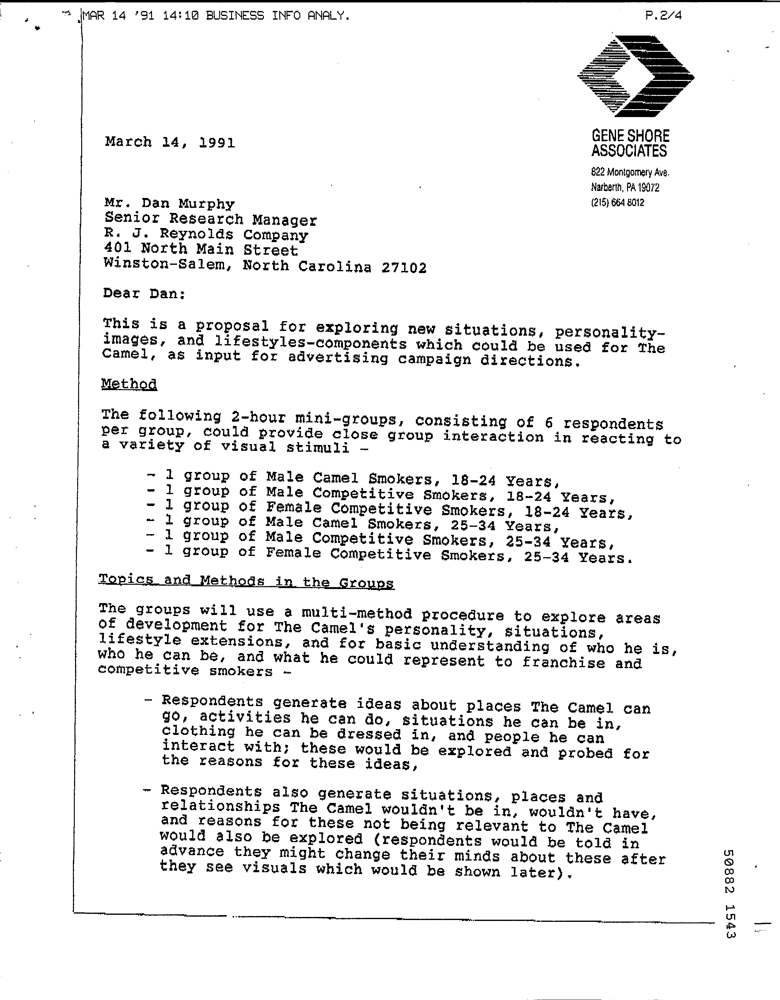 MAR 14 '91 14:10 BUSINESS INFO ANALY.
P.2/4
GENE SHORE
ASSOCIATES
822 Montgomery Ave.
Narberth, PA 19072
(215) 664 8012
March 14, 1991
Mr. Dan Murphy
Senior Research Manager
R. J. Reynolds Company
401 North Main Street
Winston-Salem, North Carolina 27102
Dear Dan:
This is a proposal for exploring new situations, personality-
images, and lifestyles-components which could be used for The
Camel, as input for advertising campaign directions.
Method
The following 2-hour mini-groups, consisting of 6 respondents
per group, could provide close group interaction in reacting to
a variety of visual stimuli -
- 1 group of Male Camel Smokers, 18-24 Years,
- 1 group of Male Competitive Smokers, 18-24 Years,
- 1 group of Female Competitive Smokers, 18-24 Years,
- 1 group of Male Camel Smokers, 25-34 Years,
- 1 group of Male Competitive Smokers, 25-34 Years,
- 1 group of Female Competitive Smokers, 25-34 Years.
Topics and Methods in the Groups
The groups will use a multi-method procedure to explore areas
of development for The Camel's personality, situations,
lifestyle extensions, and for basic understanding of who he is,
who he can be, and what he could represent to franchise and
competitive smokers -
- Respondents generate ideas about places The Camel can
go, activities he can do, situations he can be in,
clothing he can be dressed in, and people he can
interact with; these would be explored and probed for
the reasons for these ideas,
- Respondents also generate situations, places and
relationships The Camel wouldn't be in, wouldn't have,
and reasons for these not being relevant to The Camel
would also be explored (respondents would be told in
advance they might change their minds about these after
they see visuals which would be shown later).
50882 1543